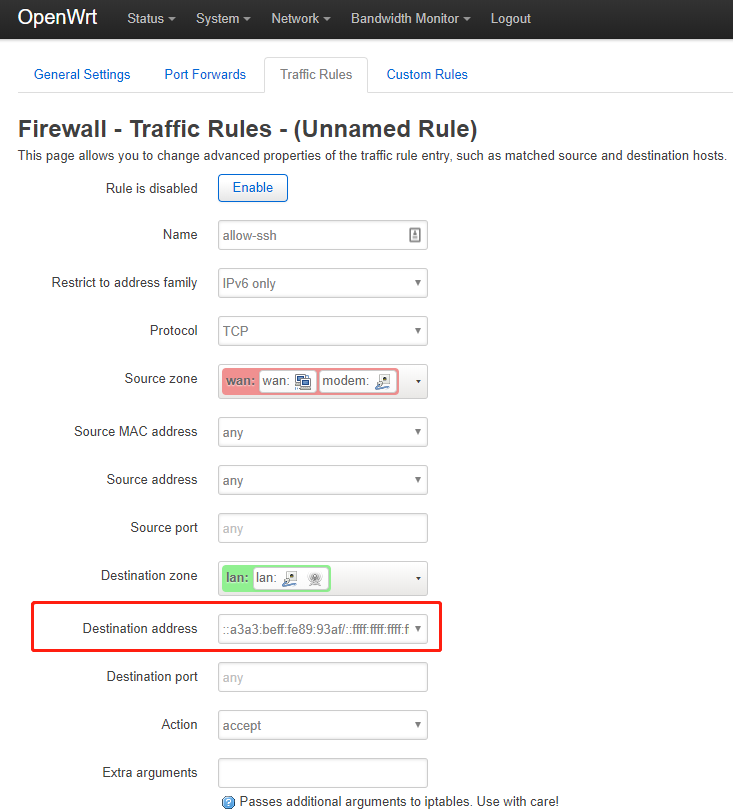 OpenWrt Status System Network Bandwidth Monitor Logout
General Settings Port Forwards Traffic Rules Custom Rules
Firewall - Traffic Rules - (Unnamed Rule)
This page allows you to change advanced properties of the traffic rule entry, such as matched source and destination hosts.
Rule is disabled Enable
Name allow-ssh
Restrict to address family IPv6 only
Protocol TCP
Source zone wan: wan: modem:
Source MAC address any
Source address any
Source port any
Destination zone lan: lan:
Destination address ::a3a3:beff:fe89:93af/::ffff:ffff:ffff:f
Destination port any
Action accept
Extra arguments
Passes additional arguments to iptables. Use with care!